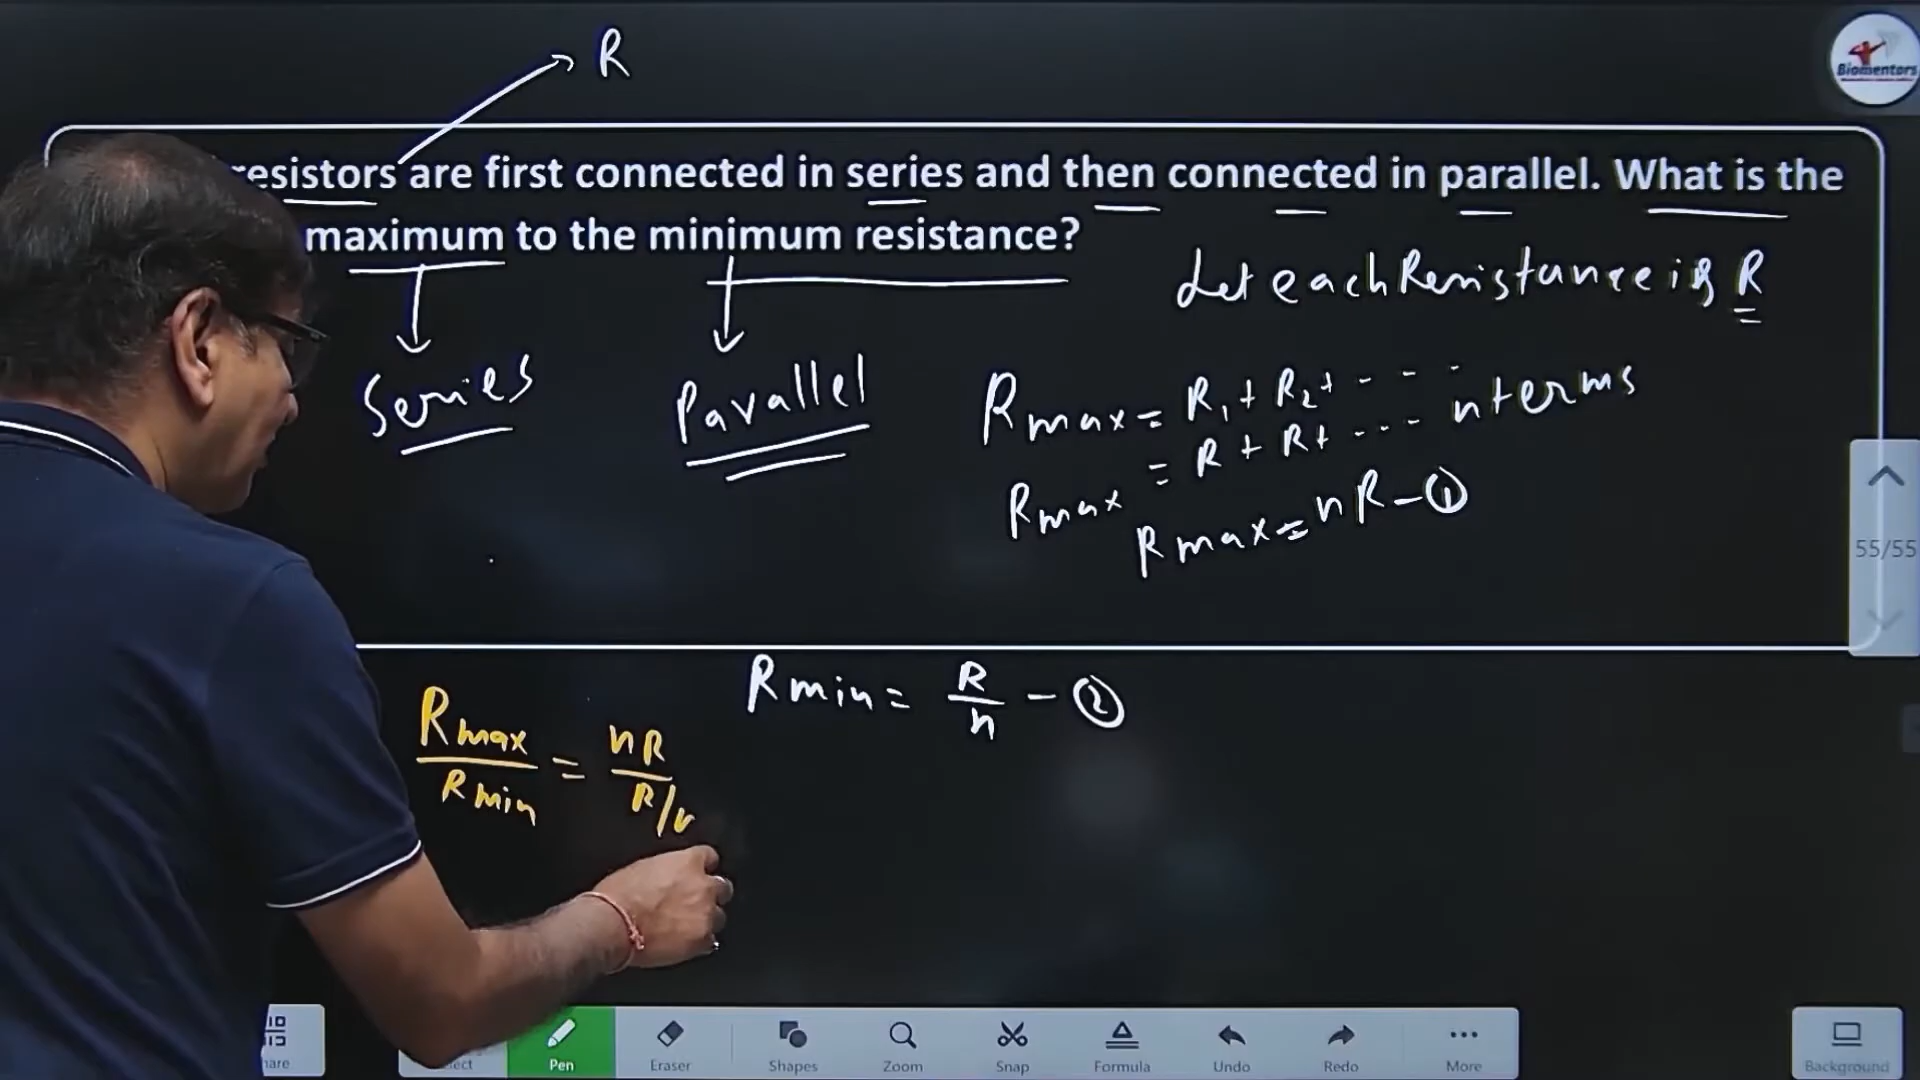 R
Biomentors
resistors are first connected in series and then connected in parallel. What is the
maximum to the minimum resistance?
Let each Resistance is R
Series
Parallel
Rmax = R1 + R2 + - - - n terms
= R + R + - - -
Rmax
Rmax = nR - ①
55/55
Rmin = R/n - ②
Rmax/Rmin = nR/R/n
Pen
Eraser
Shapes
Zoom
Snap
Formula
Undo
Redo
More
Background